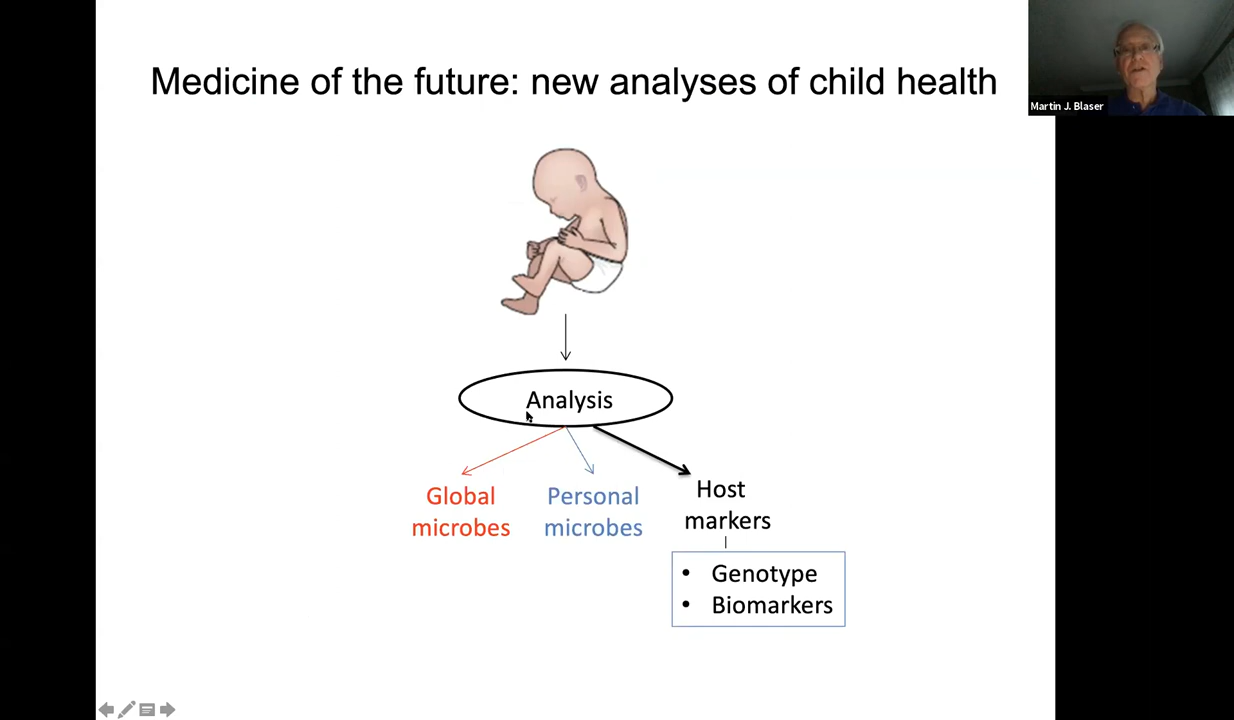 Medicine of the future: new analyses of child health
Martin J. Blaser
Analysis
Global
microbes
Personal
microbes
Host
markers
• Genotype
• Biomarkers